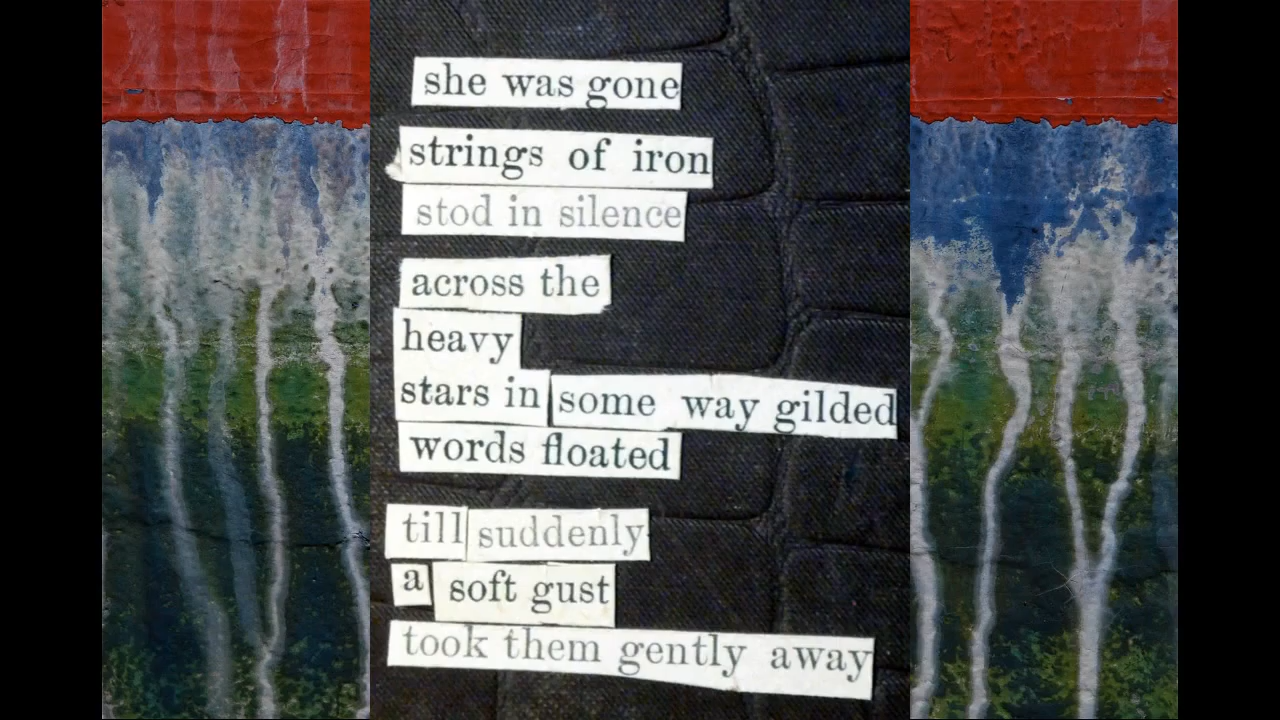 she was gone
strings of iron
stod in silence
across the
heavy
stars in some way gilded
words floated
till suddenly
a soft gust
took them gently away